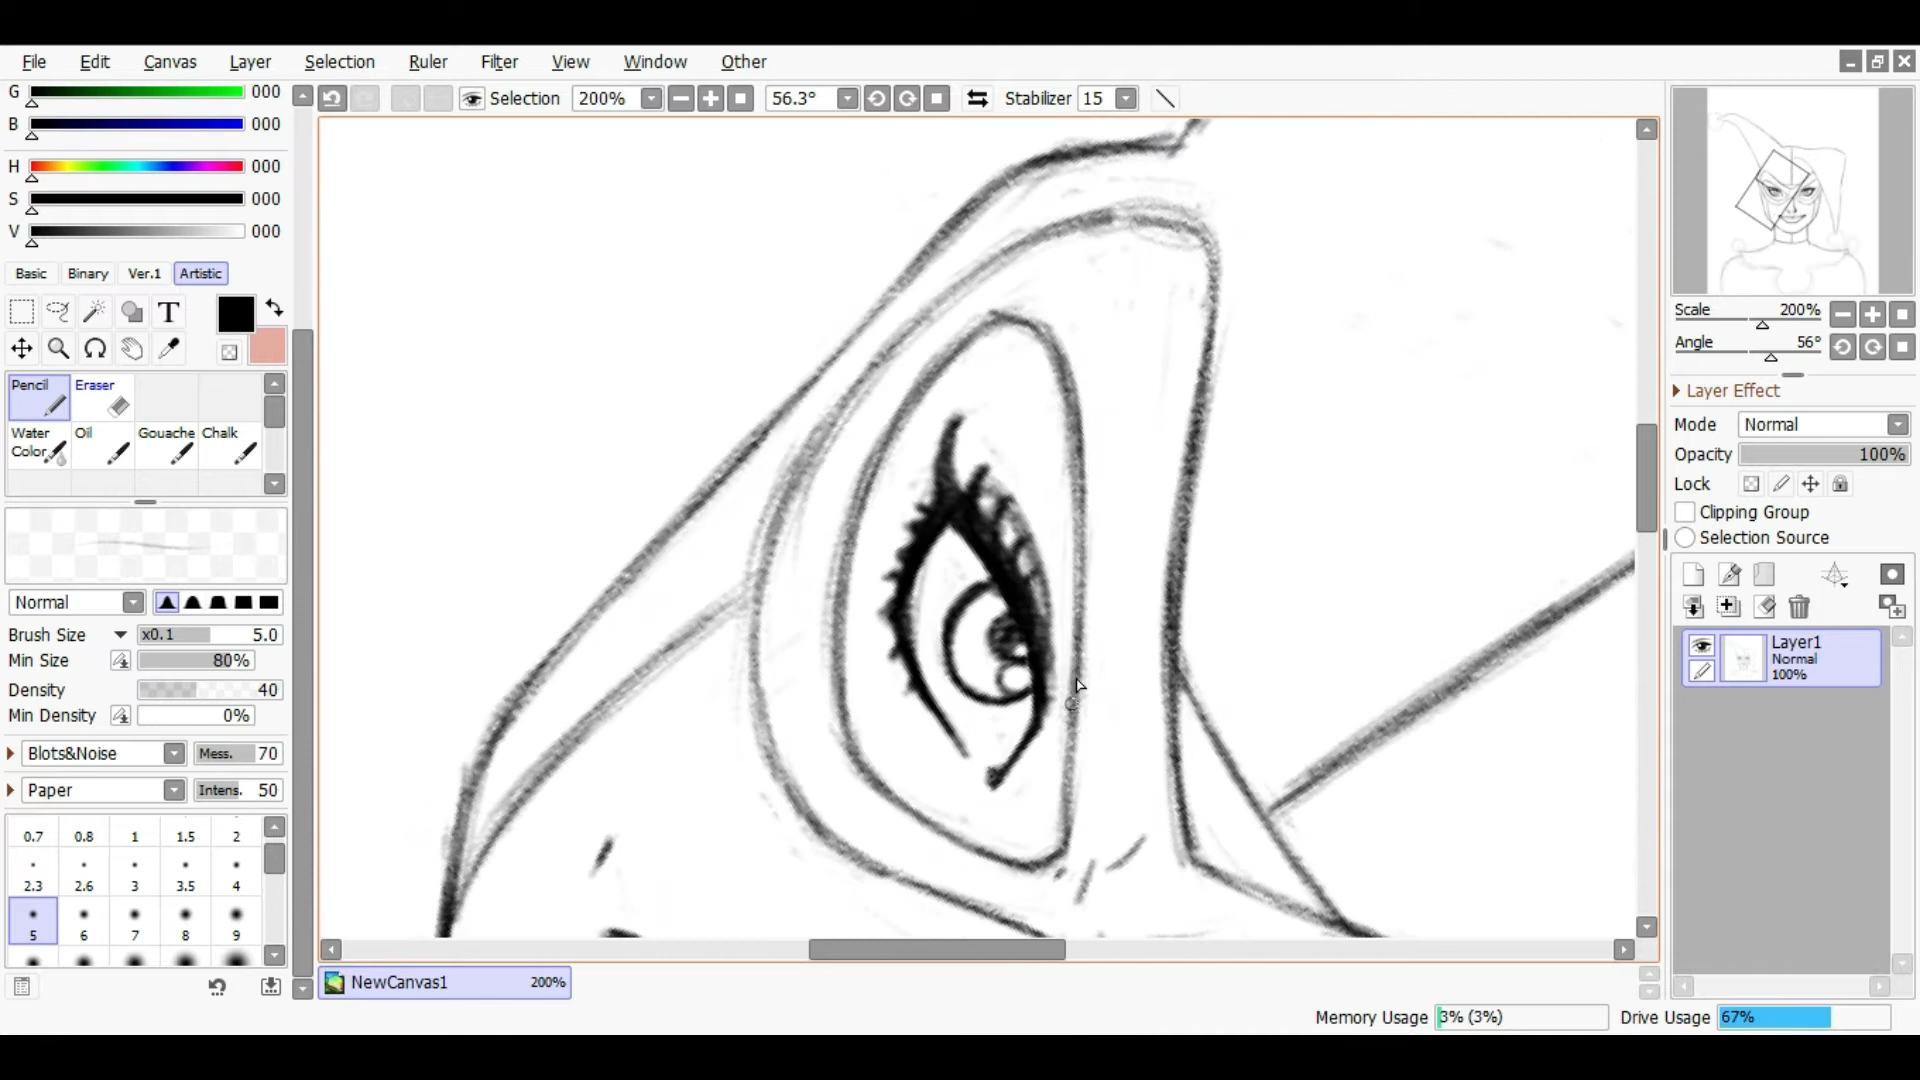 File Edit Canvas Layer Selection Ruler Filter View Window Other
G 000
B 000
H 000
S 000
V 000
Selection 200% 56.3° Stabilizer 15
Basic Binary Ver.1 Artistic
T
Pencil Eraser
Water Color Oil Gouache Chalk
Normal
Brush Size x0.1 5.0
Min Size 80%
Density 40
Min Density 0%
Blots&Noise Mess. 70
Paper Intens. 50
0.7 0.8 1 1.5 2
2.3 2.6 3 3.5 4
5 6 7 8 9
NewCanvas1 200%
Scale 200%
Angle 56°
Layer Effect
Mode Normal
Opacity 100%
Lock
Clipping Group
Selection Source
Layer1
Normal
100%
Memory Usage 3% (3%) Drive Usage 67%